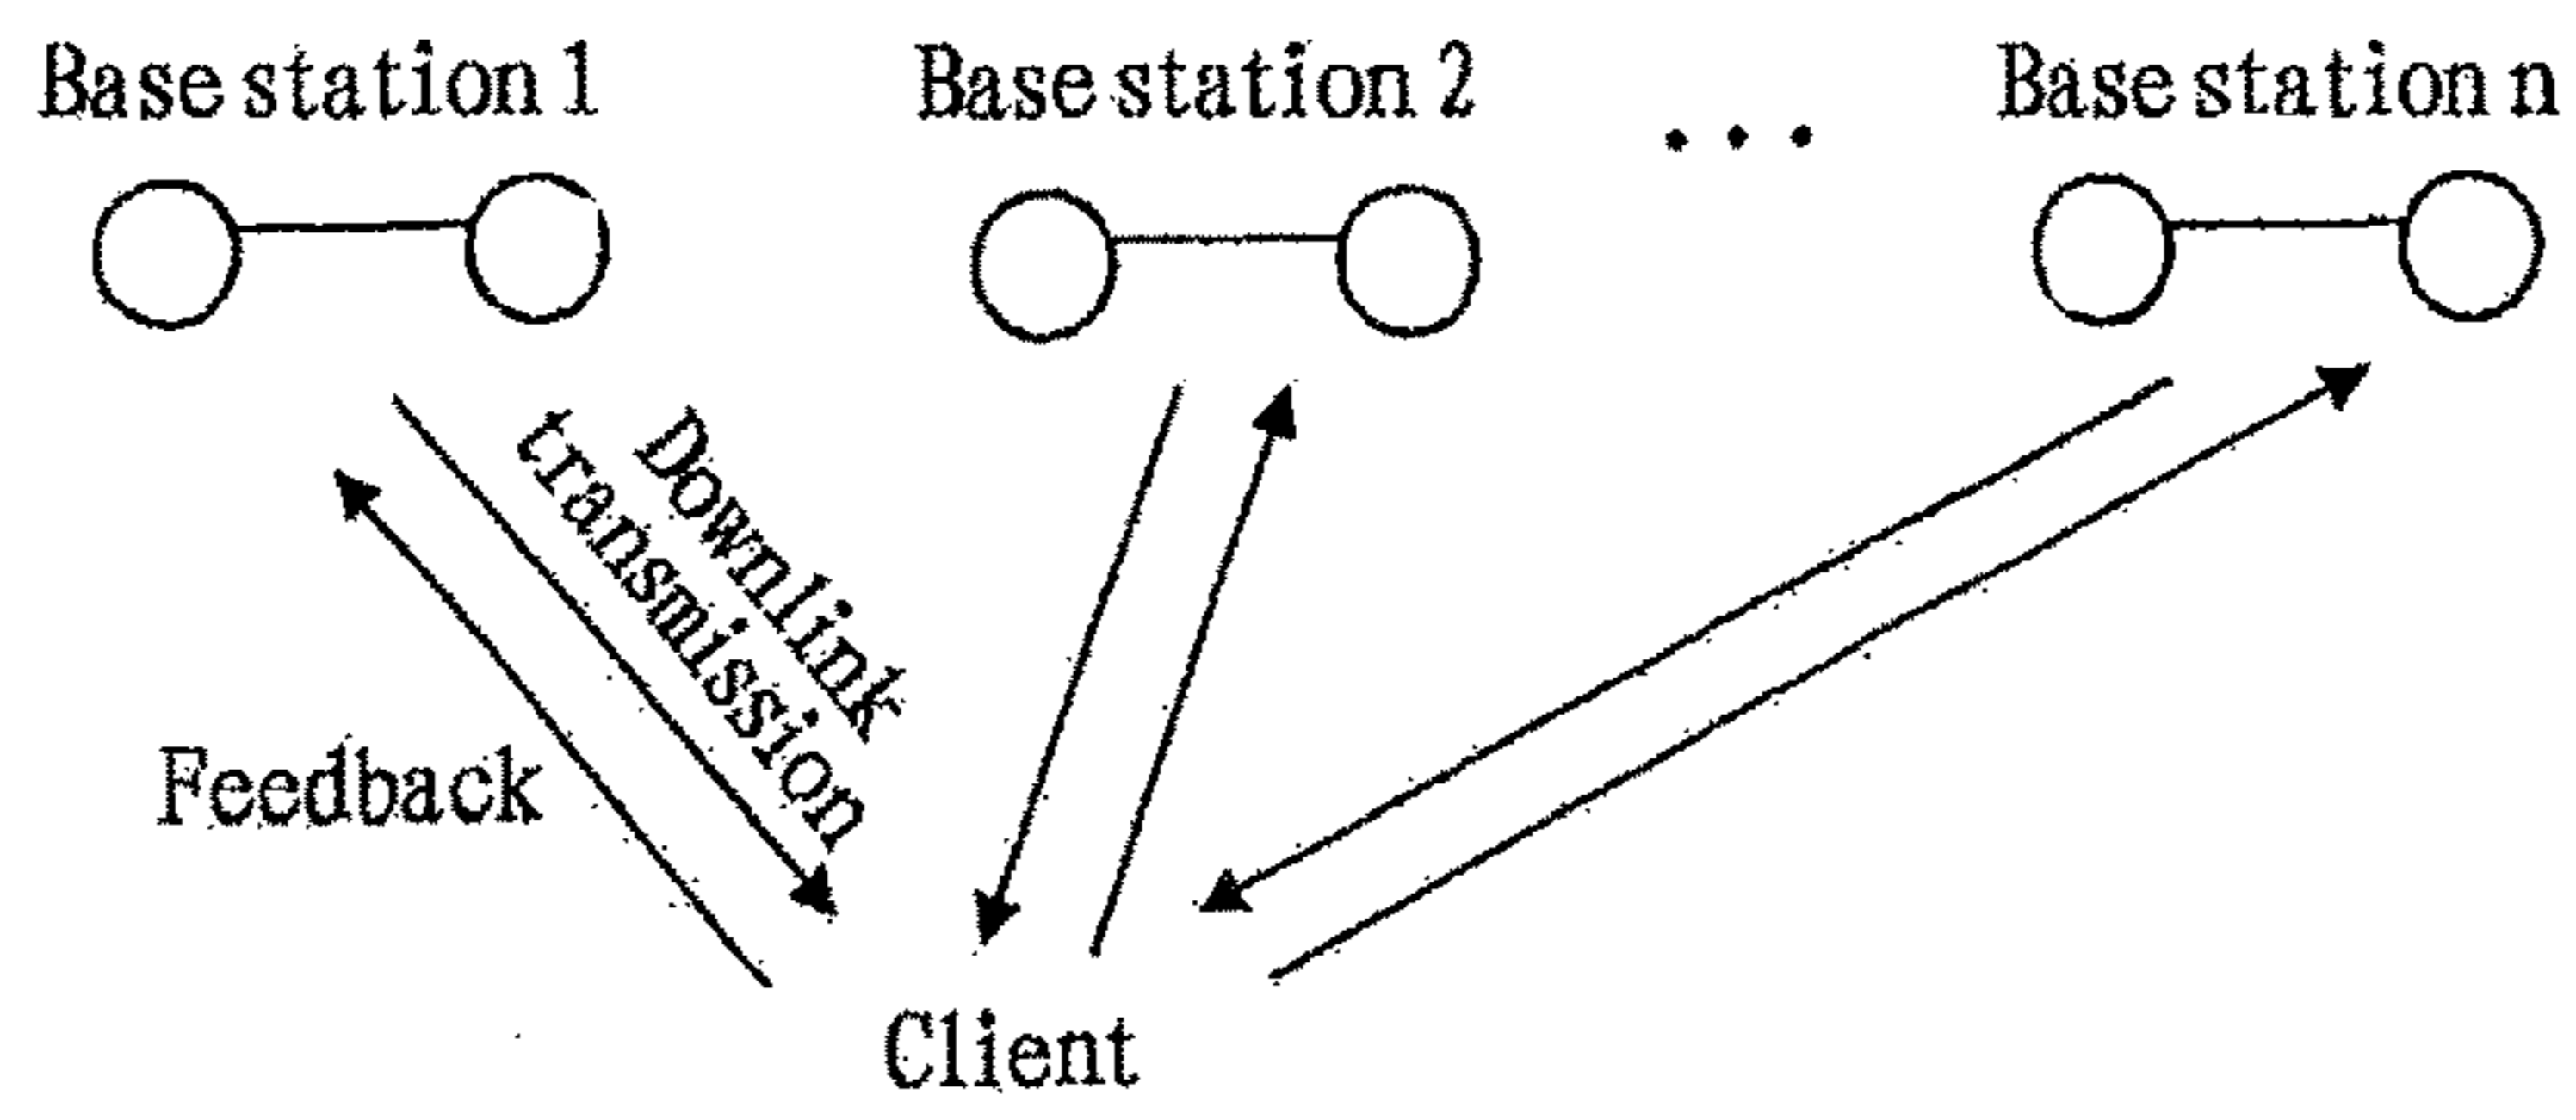 Base station 1
Base station 2
...
Base station n
Downlink
transmission
Feedback
Client